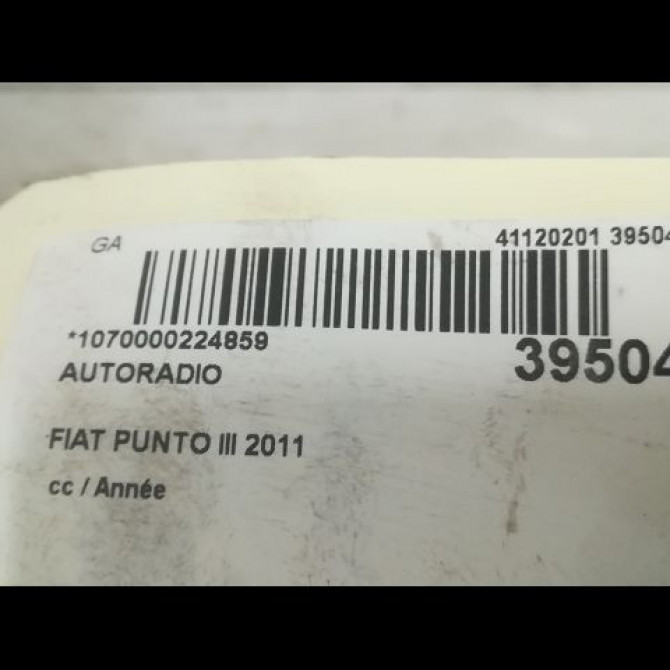 GA 41120201 39504
*1070000224859 39504
AUTORADIO
FIAT PUNTO III 2011
cc / Année